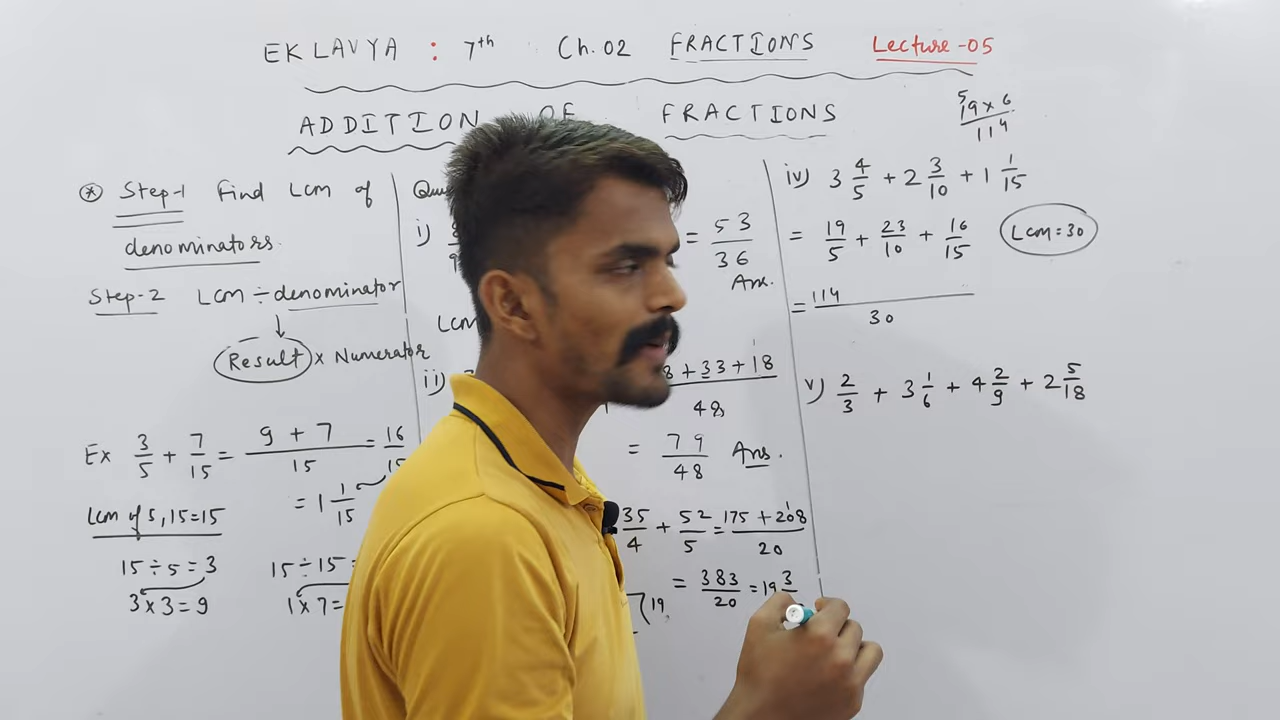 EKLAVYA : 7th Ch.02 FRACTIONS Lecture-05
ADDITION OF FRACTIONS
5
19 x 6
114
⊛ Step-1 Find Lcm of
denominators.
Step-2 Lcm ÷ denominator
↓
Result x Numerator
Ex 3/5 + 7/15 = 9 + 7/15 = 16/15
= 1 1/15
Lcm of 5, 15 = 15
15 ÷ 5 = 3
3 x 3 = 9
15 ÷ 15 =
1 x 7 =
i)
= 53/36
Ans.
Lcm
ii)
+ 33 + 18/48
= 79/48 Ans.
35/4 + 52/5 = 175 + 208/20
= 383/20 = 19 3
19
iv) 3 4/5 + 2 3/10 + 1 1/15
= 19/5 + 23/10 + 16/15 Lcm = 30
= 114/30
v) 2/3 + 3 1/6 + 4 2/9 + 2 5/18